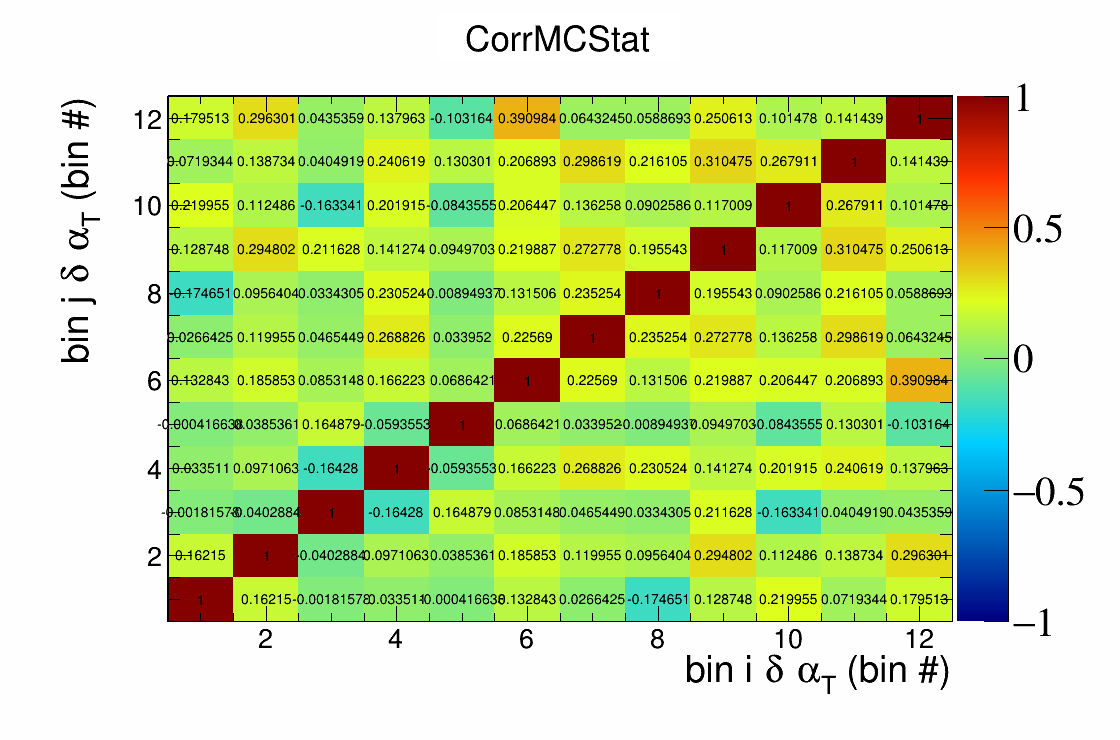 CorrMCStat
bin j δ α_T (bin #)
12 0.179513 0.296301 0.0435359 0.137963 -0.103164 0.390984 0.0643245 0.0588693 0.250613 0.101478 0.141439 1
0.0719344 0.138734 0.0404919 0.240619 0.130301 0.206893 0.298619 0.216105 0.310475 0.267911 1 0.141439
10 0.219955 0.112486 -0.163341 0.201915 -0.0843555 0.206447 0.136258 0.0902586 0.117009 1 0.267911 0.101478
0.128748 0.294802 0.211628 0.141274 0.0949703 0.219887 0.272778 0.195543 1 0.117009 0.310475 0.250613
8 -0.174651 0.0956404 0.0334305 0.230524 -0.00894937 0.131506 0.235254 1 0.195543 0.0902586 0.216105 0.0588693
0.0266425 0.119955 0.0465449 0.268826 0.033952 0.22569 1 0.235254 0.272778 0.136258 0.298619 0.0643245
6 0.132843 0.185853 0.0853148 0.166223 0.0686421 1 0.22569 0.131506 0.219887 0.206447 0.206893 0.390984
-0.000416638 0.0385361 0.164879 -0.0593553 1 0.0686421 0.033952 -0.00894937 0.0949703 -0.0843555 0.130301 -0.103164
4 0.033511 0.0971063 -0.16428 1 -0.0593553 0.166223 0.268826 0.230524 0.141274 0.201915 0.240619 0.137963
-0.00181578 -0.0402884 1 -0.16428 0.164879 0.0853148 0.0465449 0.0334305 0.211628 -0.163341 0.0404919 0.0435359
2 0.16215 1 -0.0402884 0.0971063 0.0385361 0.185853 0.119955 0.0956404 0.294802 0.112486 0.138734 0.296301
1 0.16215 -0.00181578 0.033511 -0.000416638 0.132843 0.0266425 -0.174651 0.128748 0.219955 0.0719344 0.179513
2 4 6 8 10 12
bin i δ α_T (bin #)
1
0.5
0
−0.5
−1